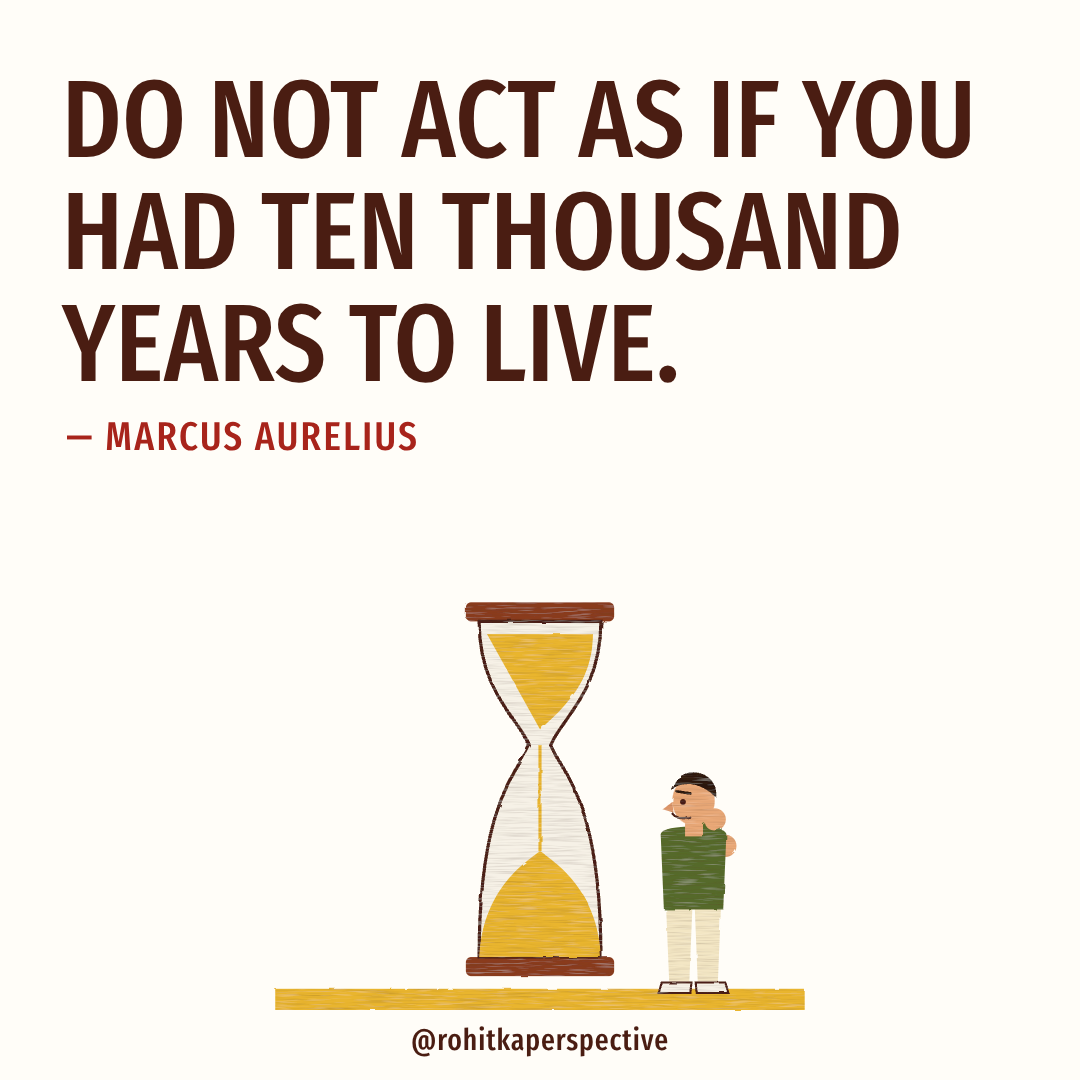 DO NOT ACT AS IF YOU
HAD TEN THOUSAND
YEARS TO LIVE.
— MARCUS AURELIUS
@rohitkaperspective